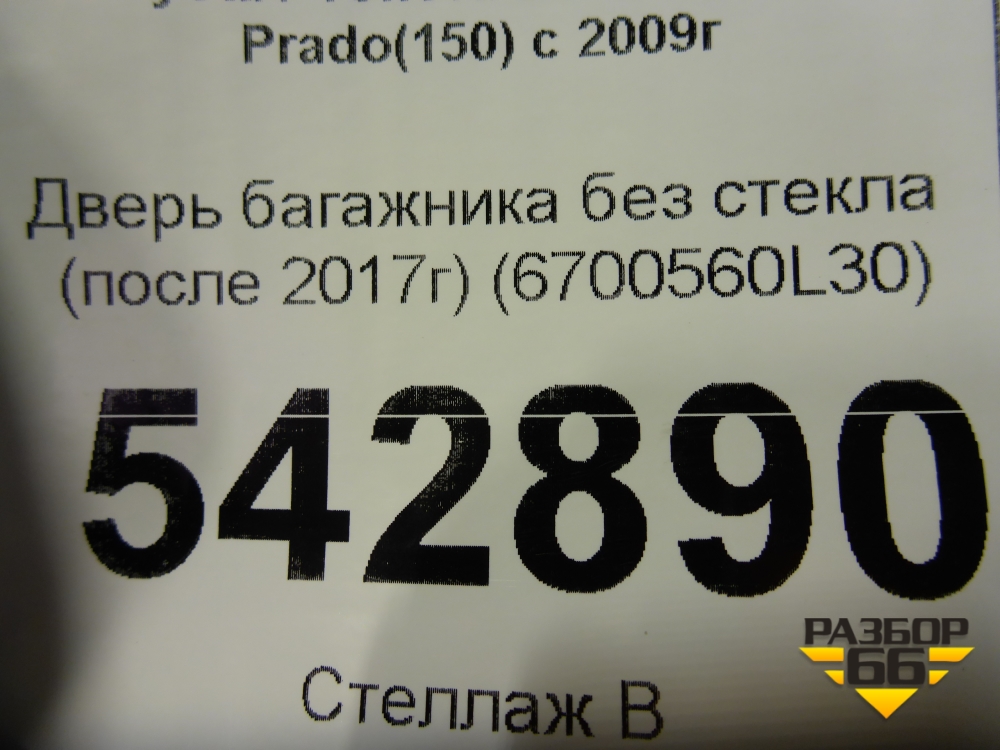 Prado(150) с 2009г
Дверь багажника без стекла
(после 2017г) (6700560L30)
542890
Стеллаж В
РАЗБОР
66